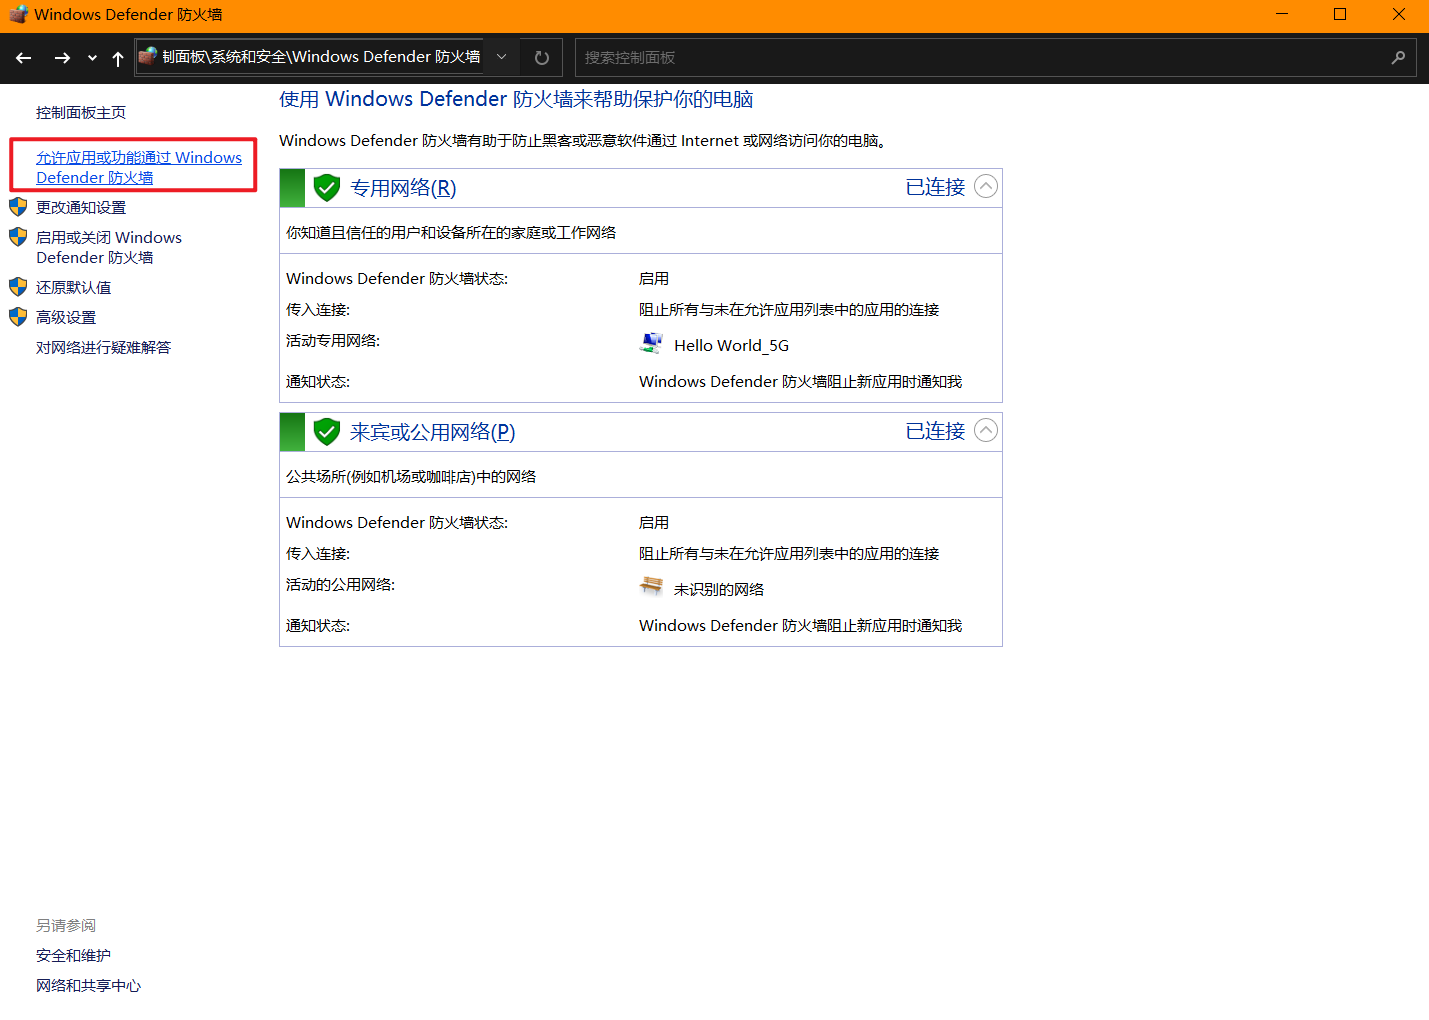 Windows Defender 防火墙
制面板\系统和安全\Windows Defender 防火墙
搜索控制面板
控制面板主页
允许应用或功能通过 Windows
Defender 防火墙
更改通知设置
启用或关闭 Windows
Defender 防火墙
还原默认值
高级设置
对网络进行疑难解答
使用 Windows Defender 防火墙来帮助保护你的电脑
Windows Defender 防火墙有助于防止黑客或恶意软件通过 Internet 或网络访问你的电脑。
专用网络(R) 已连接
你知道且信任的用户和设备所在的家庭或工作网络
Windows Defender 防火墙状态: 启用
传入连接: 阻止所有与未在允许应用列表中的应用的连接
活动专用网络: Hello World_5G
通知状态: Windows Defender 防火墙阻止新应用时通知我
来宾或公用网络(P) 已连接
公共场所(例如机场或咖啡店)中的网络
Windows Defender 防火墙状态: 启用
传入连接: 阻止所有与未在允许应用列表中的应用的连接
活动的公用网络: 未识别的网络
通知状态: Windows Defender 防火墙阻止新应用时通知我
另请参阅
安全和维护
网络和共享中心